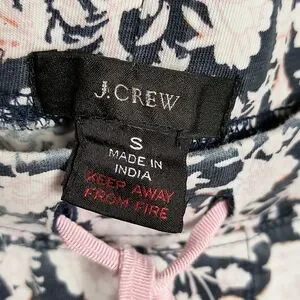 J.CREW
S
MADE IN
INDIA
KEEP AWAY
FROM FIRE